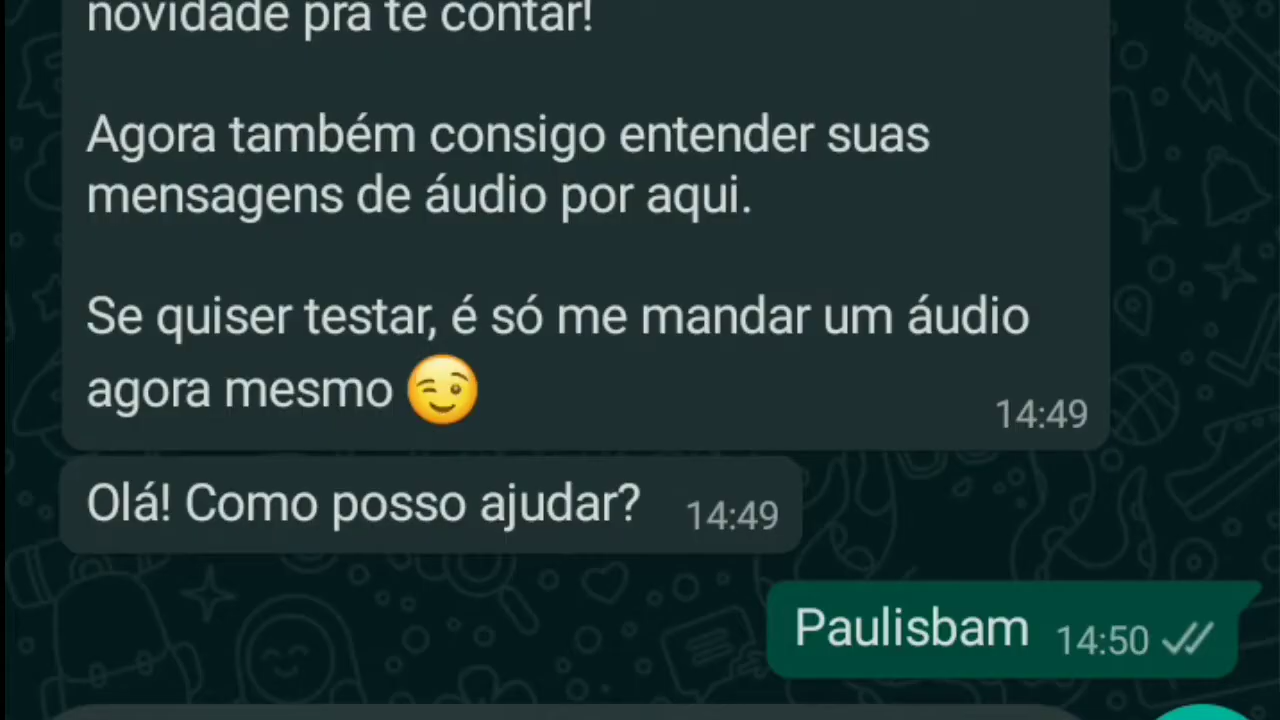 novidade pra te contar!
Agora também consigo entender suas
mensagens de áudio por aqui.
Se quiser testar, é só me mandar um áudio
agora mesmo 😉
14:49
Olá! Como posso ajudar? 14:49
Paulisbam 14:50